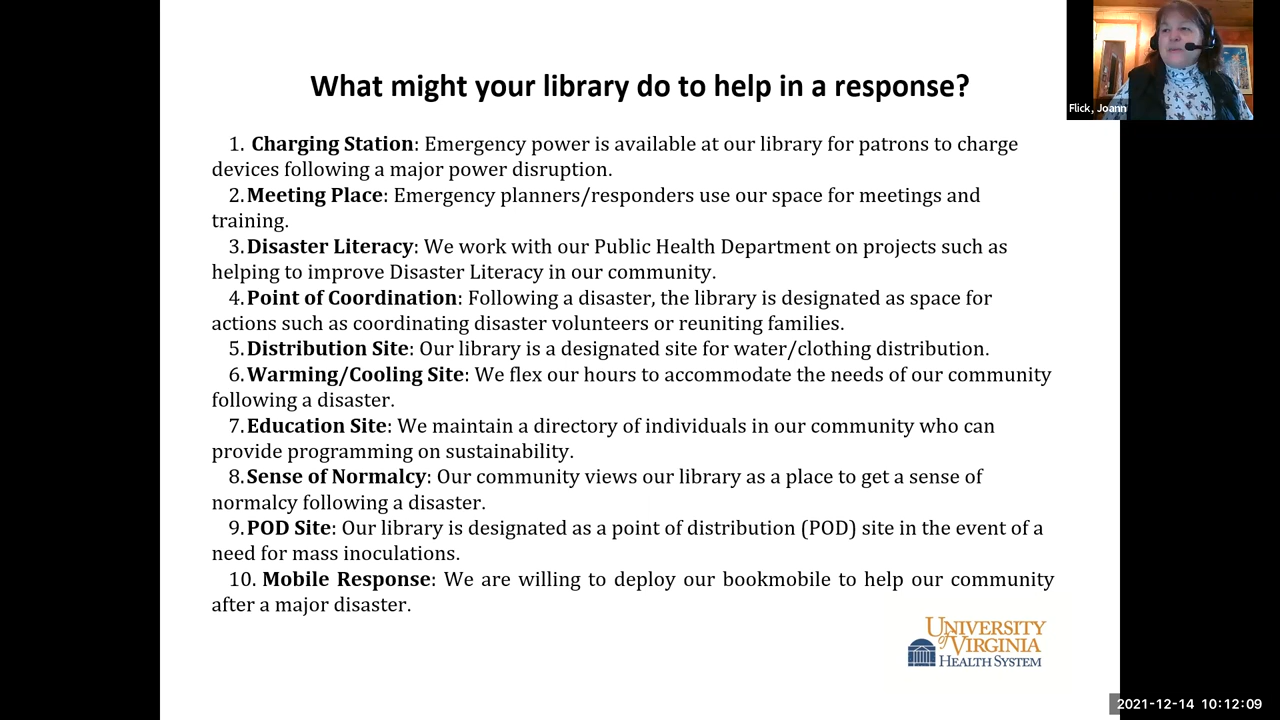 What might your library do to help in a response?
Flick, Joann
1. Charging Station: Emergency power is available at our library for patrons to charge
devices following a major power disruption.
2. Meeting Place: Emergency planners/responders use our space for meetings and
training.
3. Disaster Literacy: We work with our Public Health Department on projects such as
helping to improve Disaster Literacy in our community.
4. Point of Coordination: Following a disaster, the library is designated as space for
actions such as coordinating disaster volunteers or reuniting families.
5. Distribution Site: Our library is a designated site for water/clothing distribution.
6. Warming/Cooling Site: We flex our hours to accommodate the needs of our community
following a disaster.
7. Education Site: We maintain a directory of individuals in our community who can
provide programming on sustainability.
8. Sense of Normalcy: Our community views our library as a place to get a sense of
normalcy following a disaster.
9. POD Site: Our library is designated as a point of distribution (POD) site in the event of a
need for mass inoculations.
10. Mobile Response: We are willing to deploy our bookmobile to help our community
after a major disaster.
UNIVERSITY
of VIRGINIA
HEALTH SYSTEM
2021-12-14 10:12:09